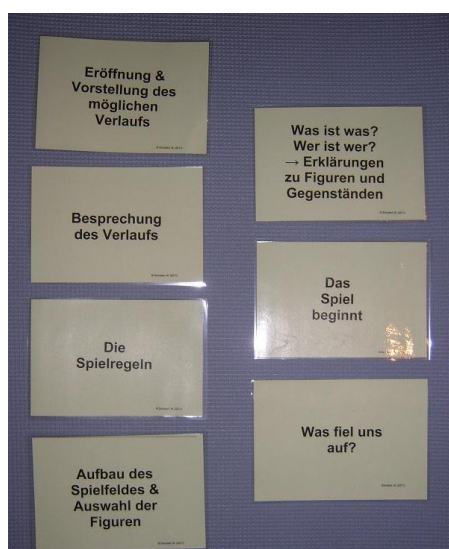 Eröffnung &
Vorstellung des
möglichen
Verlaufs
Besprechung
des Verlaufs
Die
Spielregeln
Aufbau des
Spielfeldes &
Auswahl der
Figuren
Was ist was?
Wer ist wer?
→ Erklärungen
zu Figuren und
Gegenständen
Das
Spiel
beginnt
Was fiel uns
auf?